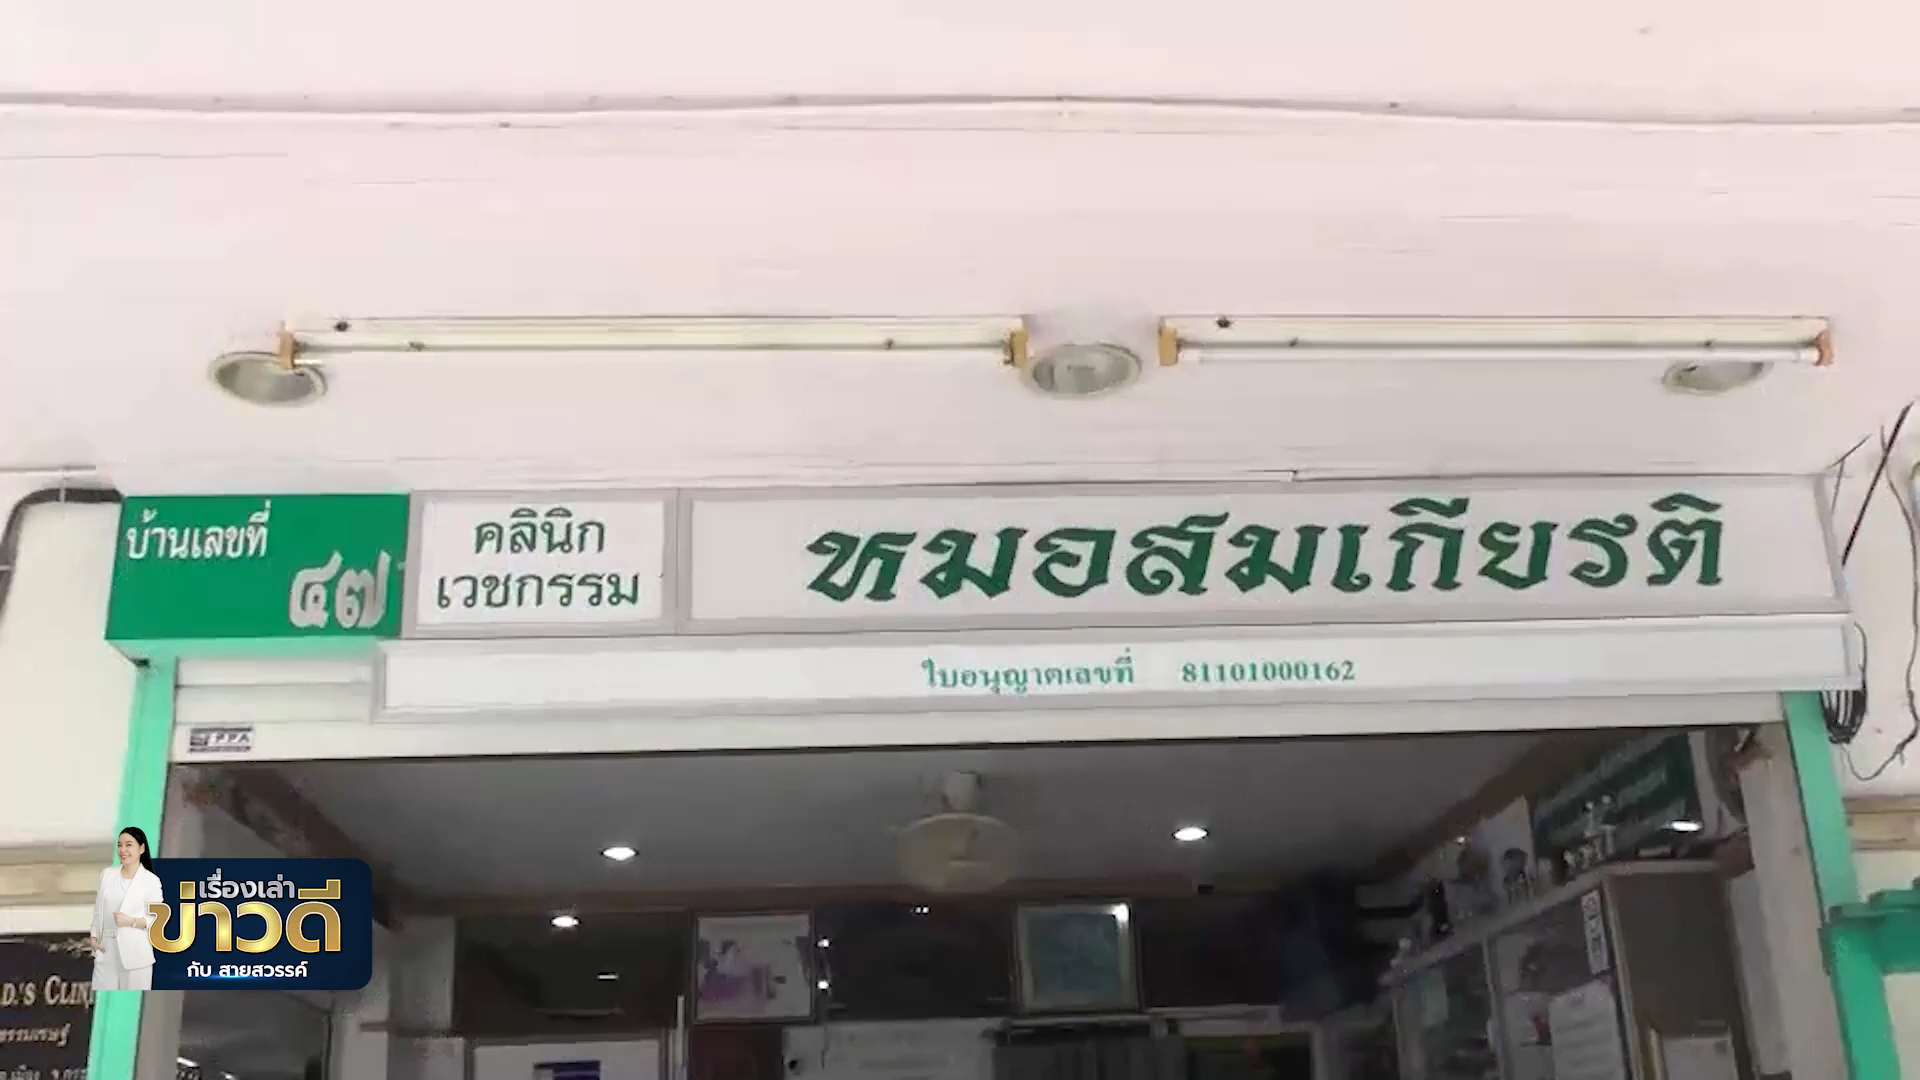 บ้านเลขที่
๔๗
คลินิก
เวชกรรม
หมอสมเกียรติ
ใบอนุญาตเลขที่ 81101000162
PPA
เรื่องเล่า
ข่าวดี
กับ สายสวรรค์
D.'S CLIN